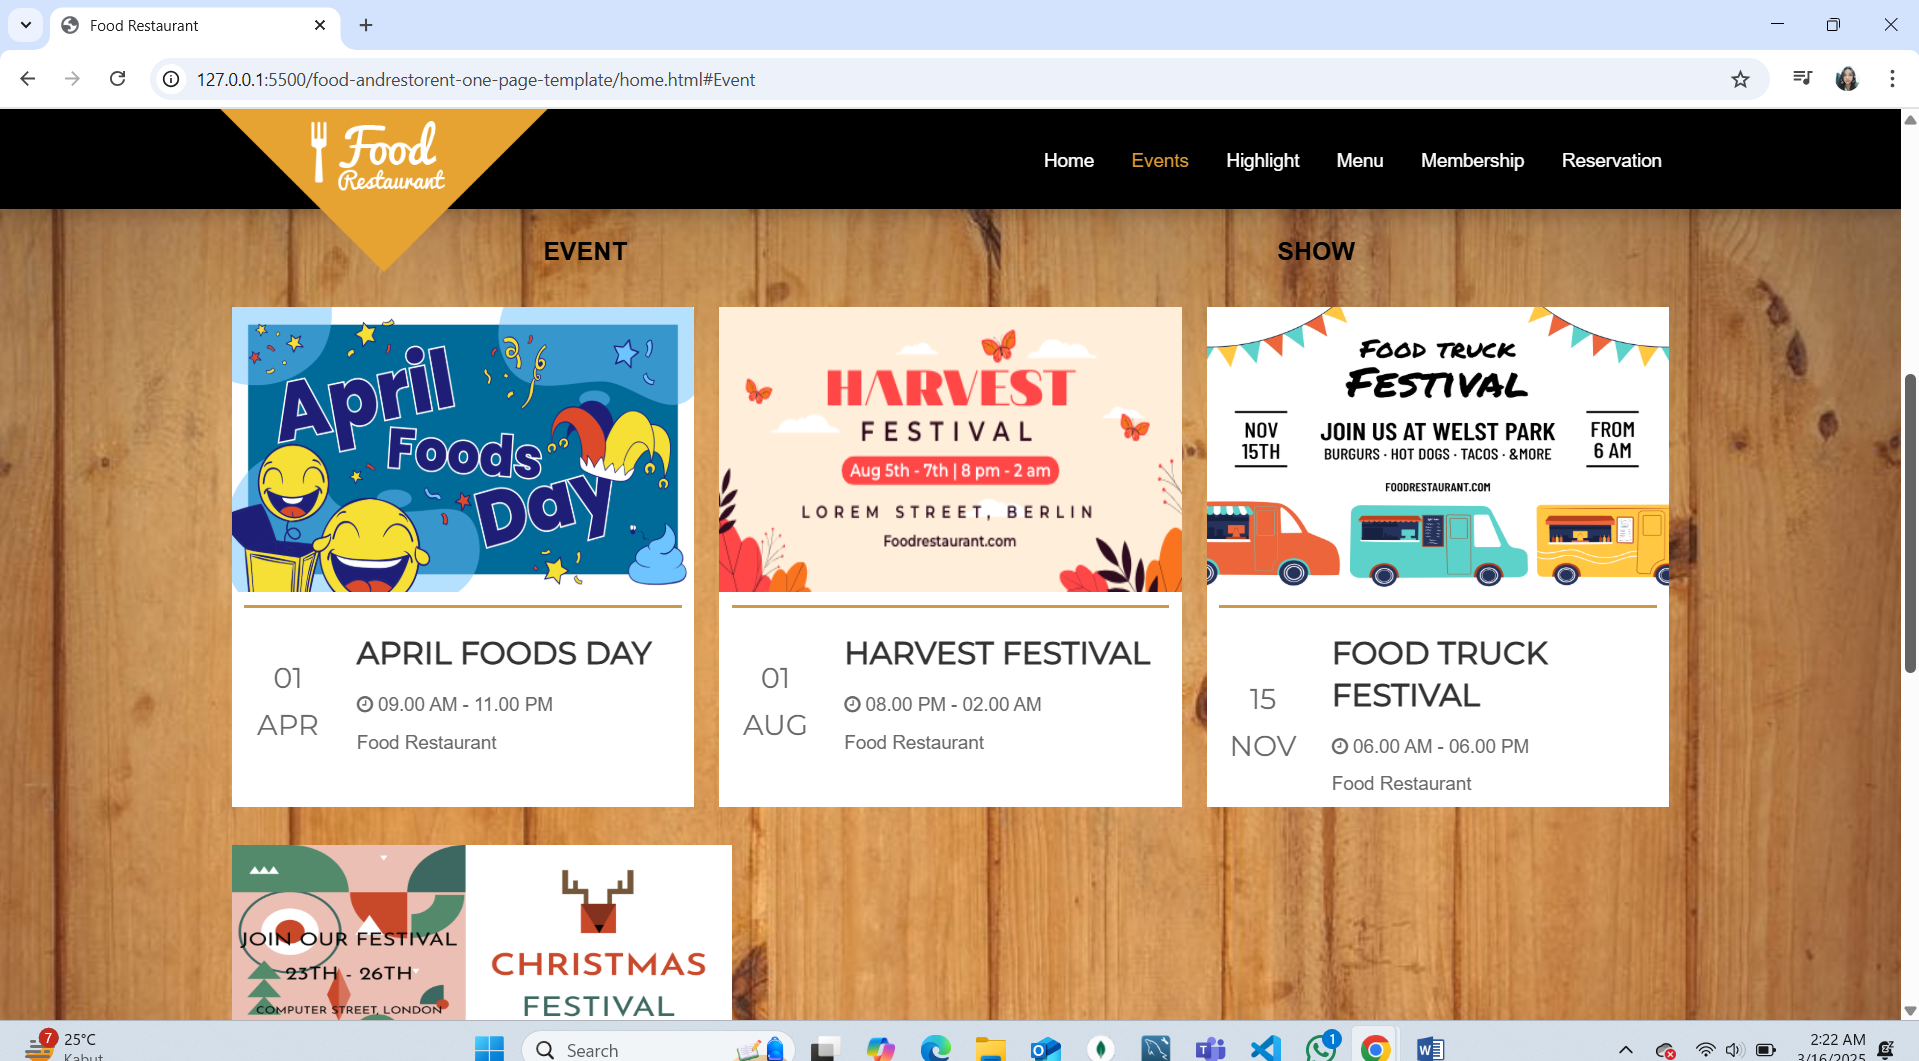 Food Restaurant
127.0.0.1:5500/food-andrestorent-one-page-template/home.html#Event
Food
Restaurant
Home
Events
Highlight
Menu
Membership
Reservation
EVENT
SHOW
April
Foods
Day
HARVEST
FESTIVAL
Aug 5th - 7th | 8 pm - 2 am
LOREM STREET, BERLIN
Foodrestaurant.com
FOOD TRUCK
FESTIVAL
NOV
15TH
JOIN US AT WELST PARK
BURGURS · HOT DOGS · TACOS · &MORE
FROM
6 AM
FOODRESTAURANT.COM
01
APR
APRIL FOODS DAY
09.00 AM - 11.00 PM
Food Restaurant
01
AUG
HARVEST FESTIVAL
08.00 PM - 02.00 AM
Food Restaurant
15
NOV
FOOD TRUCK
FESTIVAL
06.00 AM - 06.00 PM
Food Restaurant
JOIN OUR FESTIVAL
23TH - 26TH
COMPUTER STREET, LONDON
CHRISTMAS
FESTIVAL
7
25°C
Kabut
Search
1
2:22 AM
3/16/2025